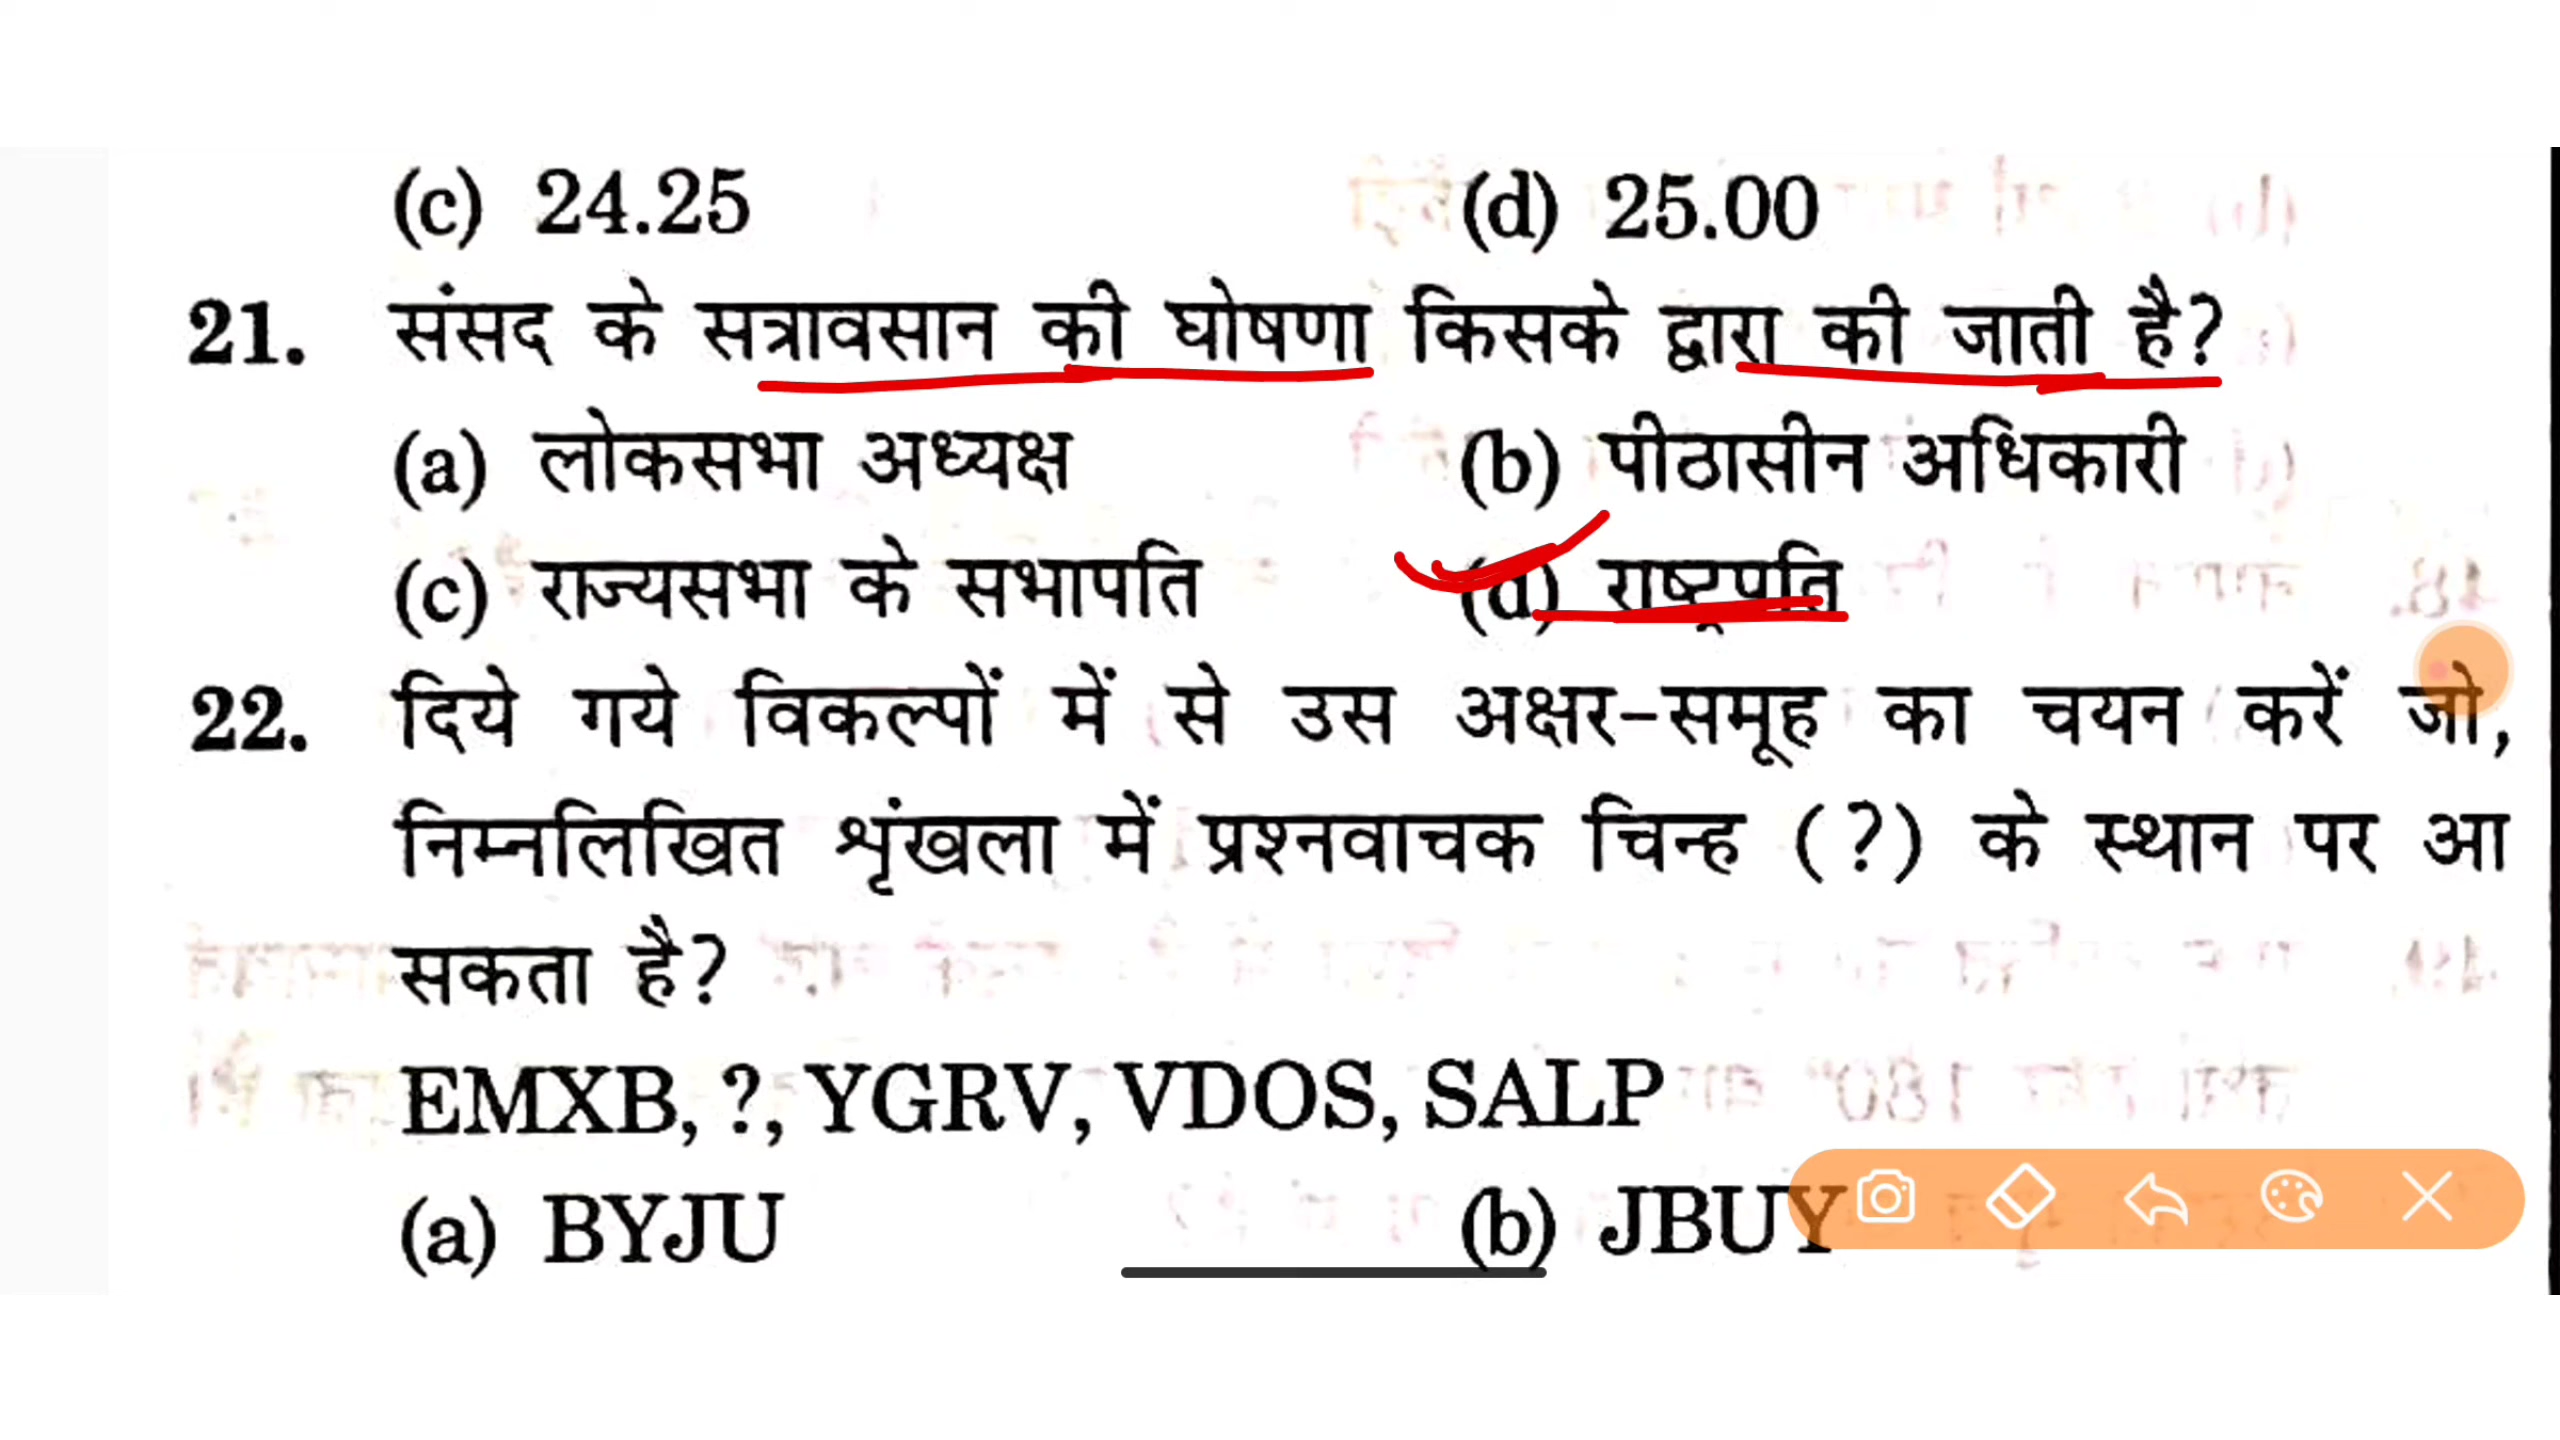 (c) 24.25 (d) 25.00
21. संसद के सत्रावसान की घोषणा किसके द्वारा की जाती है?
(a) लोकसभा अध्यक्ष (b) पीठासीन अधिकारी
(c) राज्यसभा के सभापति (d) राष्ट्रपति
22. दिये गये विकल्पों में से उस अक्षर-समूह का चयन करें जो,
निम्नलिखित शृंखला में प्रश्नवाचक चिन्ह (?) के स्थान पर आ
सकता है?
EMXB, ?, YGRV, VDOS, SALP
(a) BYJU (b) JBUY